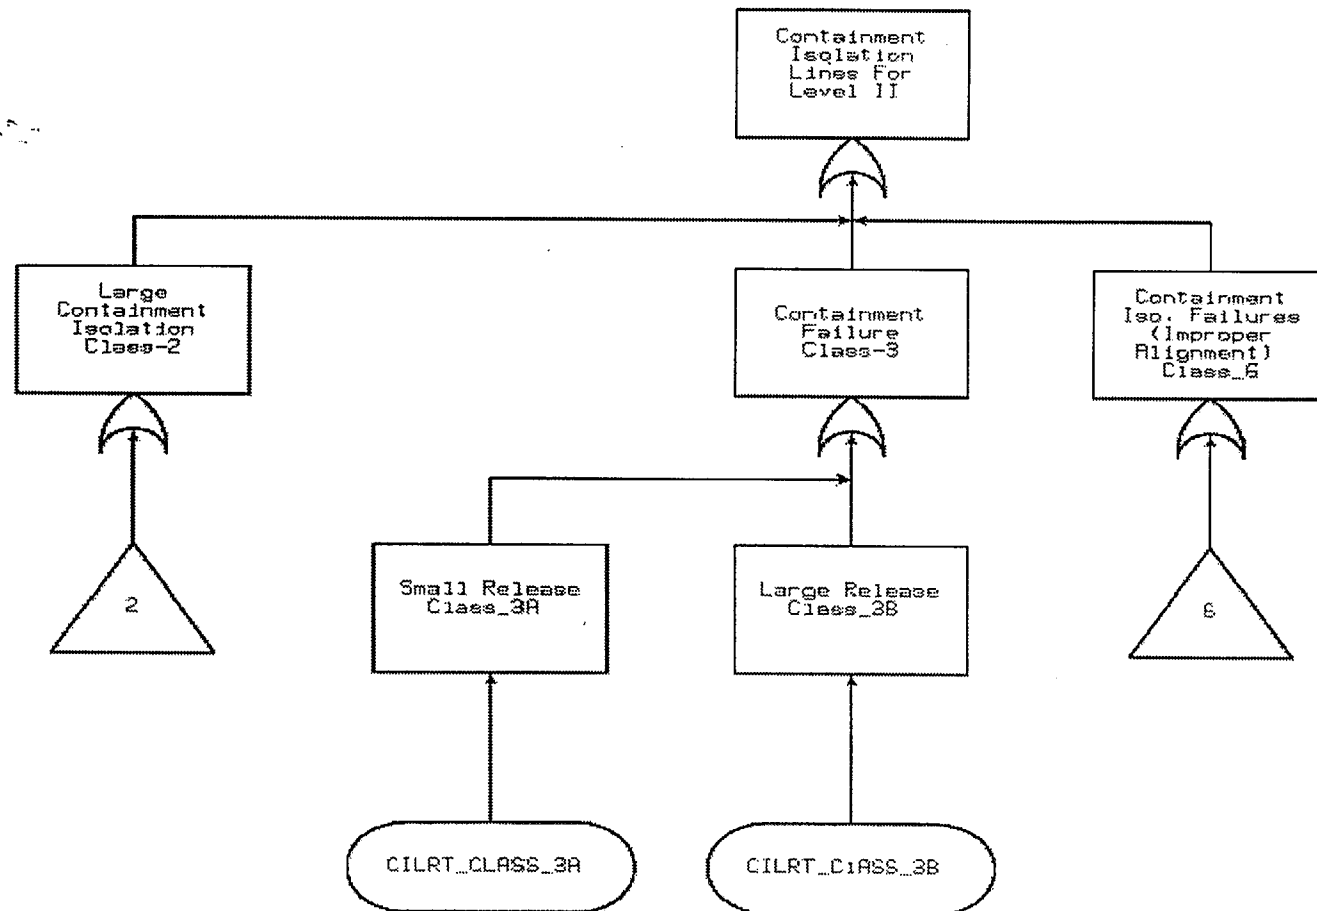 Containment
Isolation
Lines For
Level II
Large
Containment
Isolation
Class-2
Containment
Failure
Class-3
Containment
Iso. Failures
(Improper
Alignment)
Class_6
Small Release
Class_3A
Large Release
Class_3B
2
6
CILRT_CLASS_3A
CILRT_ClASS_3B